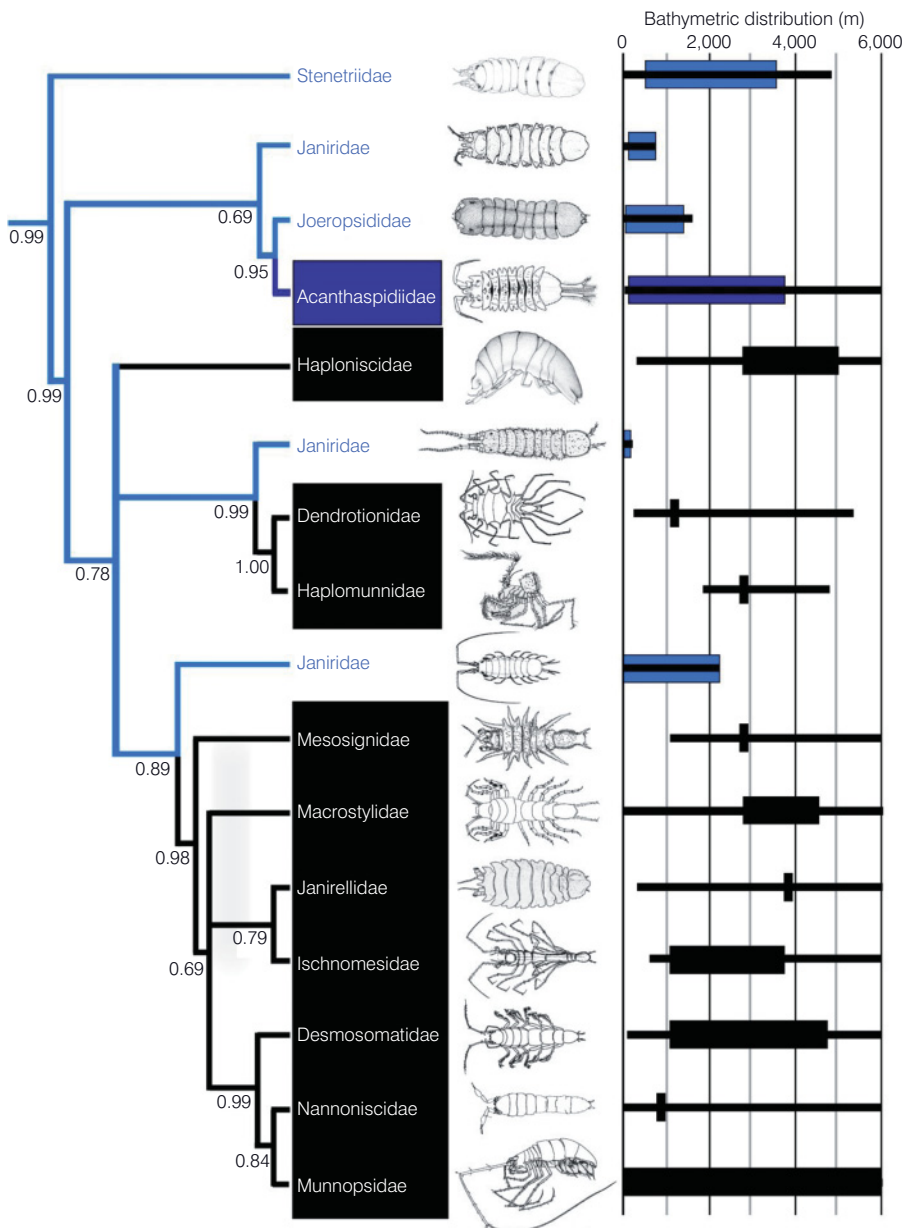 Bathymetric distribution (m)
0 2,000 4,000 6,000
Stenetriidae
Janiridae
0.69
Joeropsididae
0.99
0.95
Acanthaspidiidae
Haploniscidae
0.99
Janiridae
0.99
Dendrotionidae
0.78
1.00
Haplomunnidae
Janiridae
Mesosignidae
0.89
Macrostylidae
0.98
Janirellidae
0.79
0.69
Ischnomesidae
Desmosomatidae
0.99
Nannoniscidae
0.84
Munnopsidae